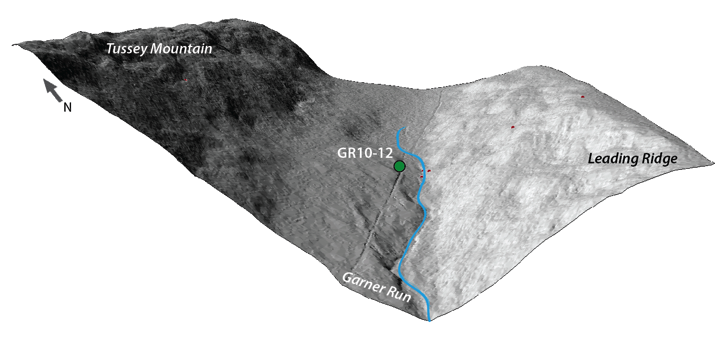 Tussey Mountain
N
GR10-12
Leading Ridge
Garner Run